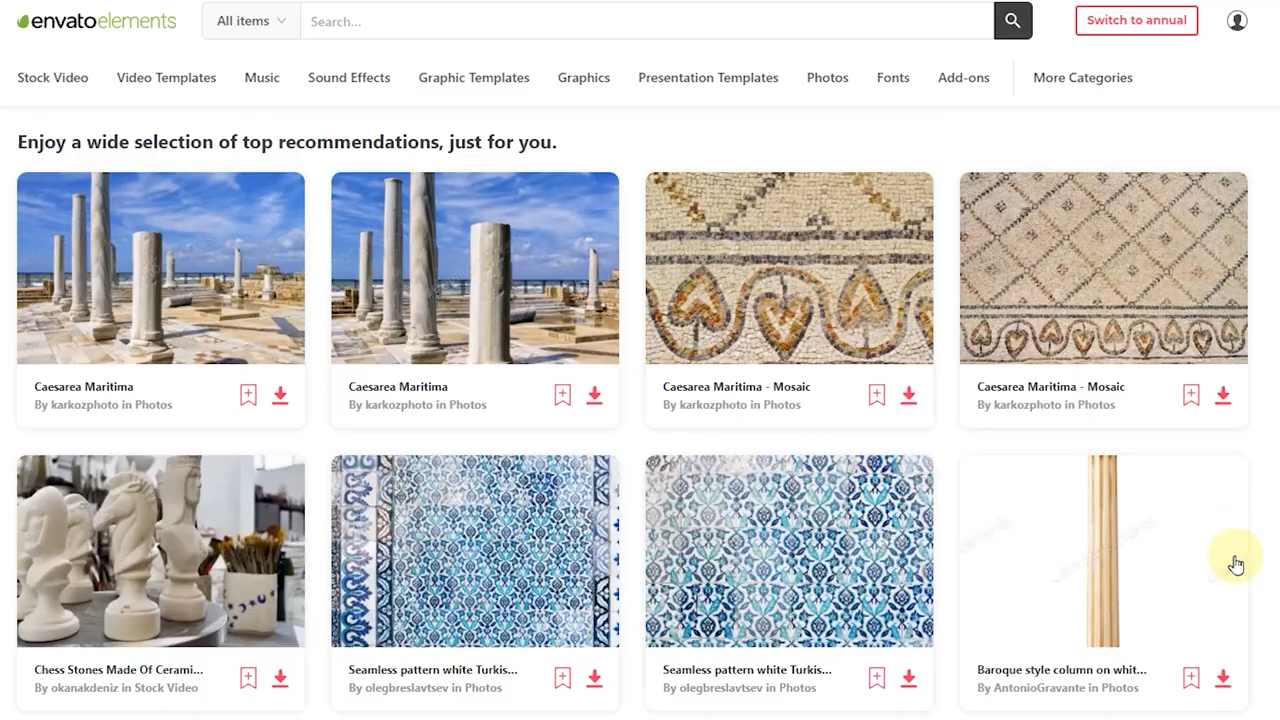 envatoelements
All items
Search...
Switch to annual
Stock Video
Video Templates
Music
Sound Effects
Graphic Templates
Graphics
Presentation Templates
Photos
Fonts
Add-ons
More Categories
Enjoy a wide selection of top recommendations, just for you.
Caesarea Maritima
By karkozphoto in Photos
Caesarea Maritima
By karkozphoto in Photos
Caesarea Maritima - Mosaic
By karkozphoto in Photos
Caesarea Maritima - Mosaic
By karkozphoto in Photos
Chess Stones Made Of Cerami...
By okanakdeniz in Stock Video
Seamless pattern white Turkis...
By olegbreslavtsev in Photos
Seamless pattern white Turkis...
By olegbreslavtsev in Photos
Baroque style column on whit...
By AntonioGravante in Photos